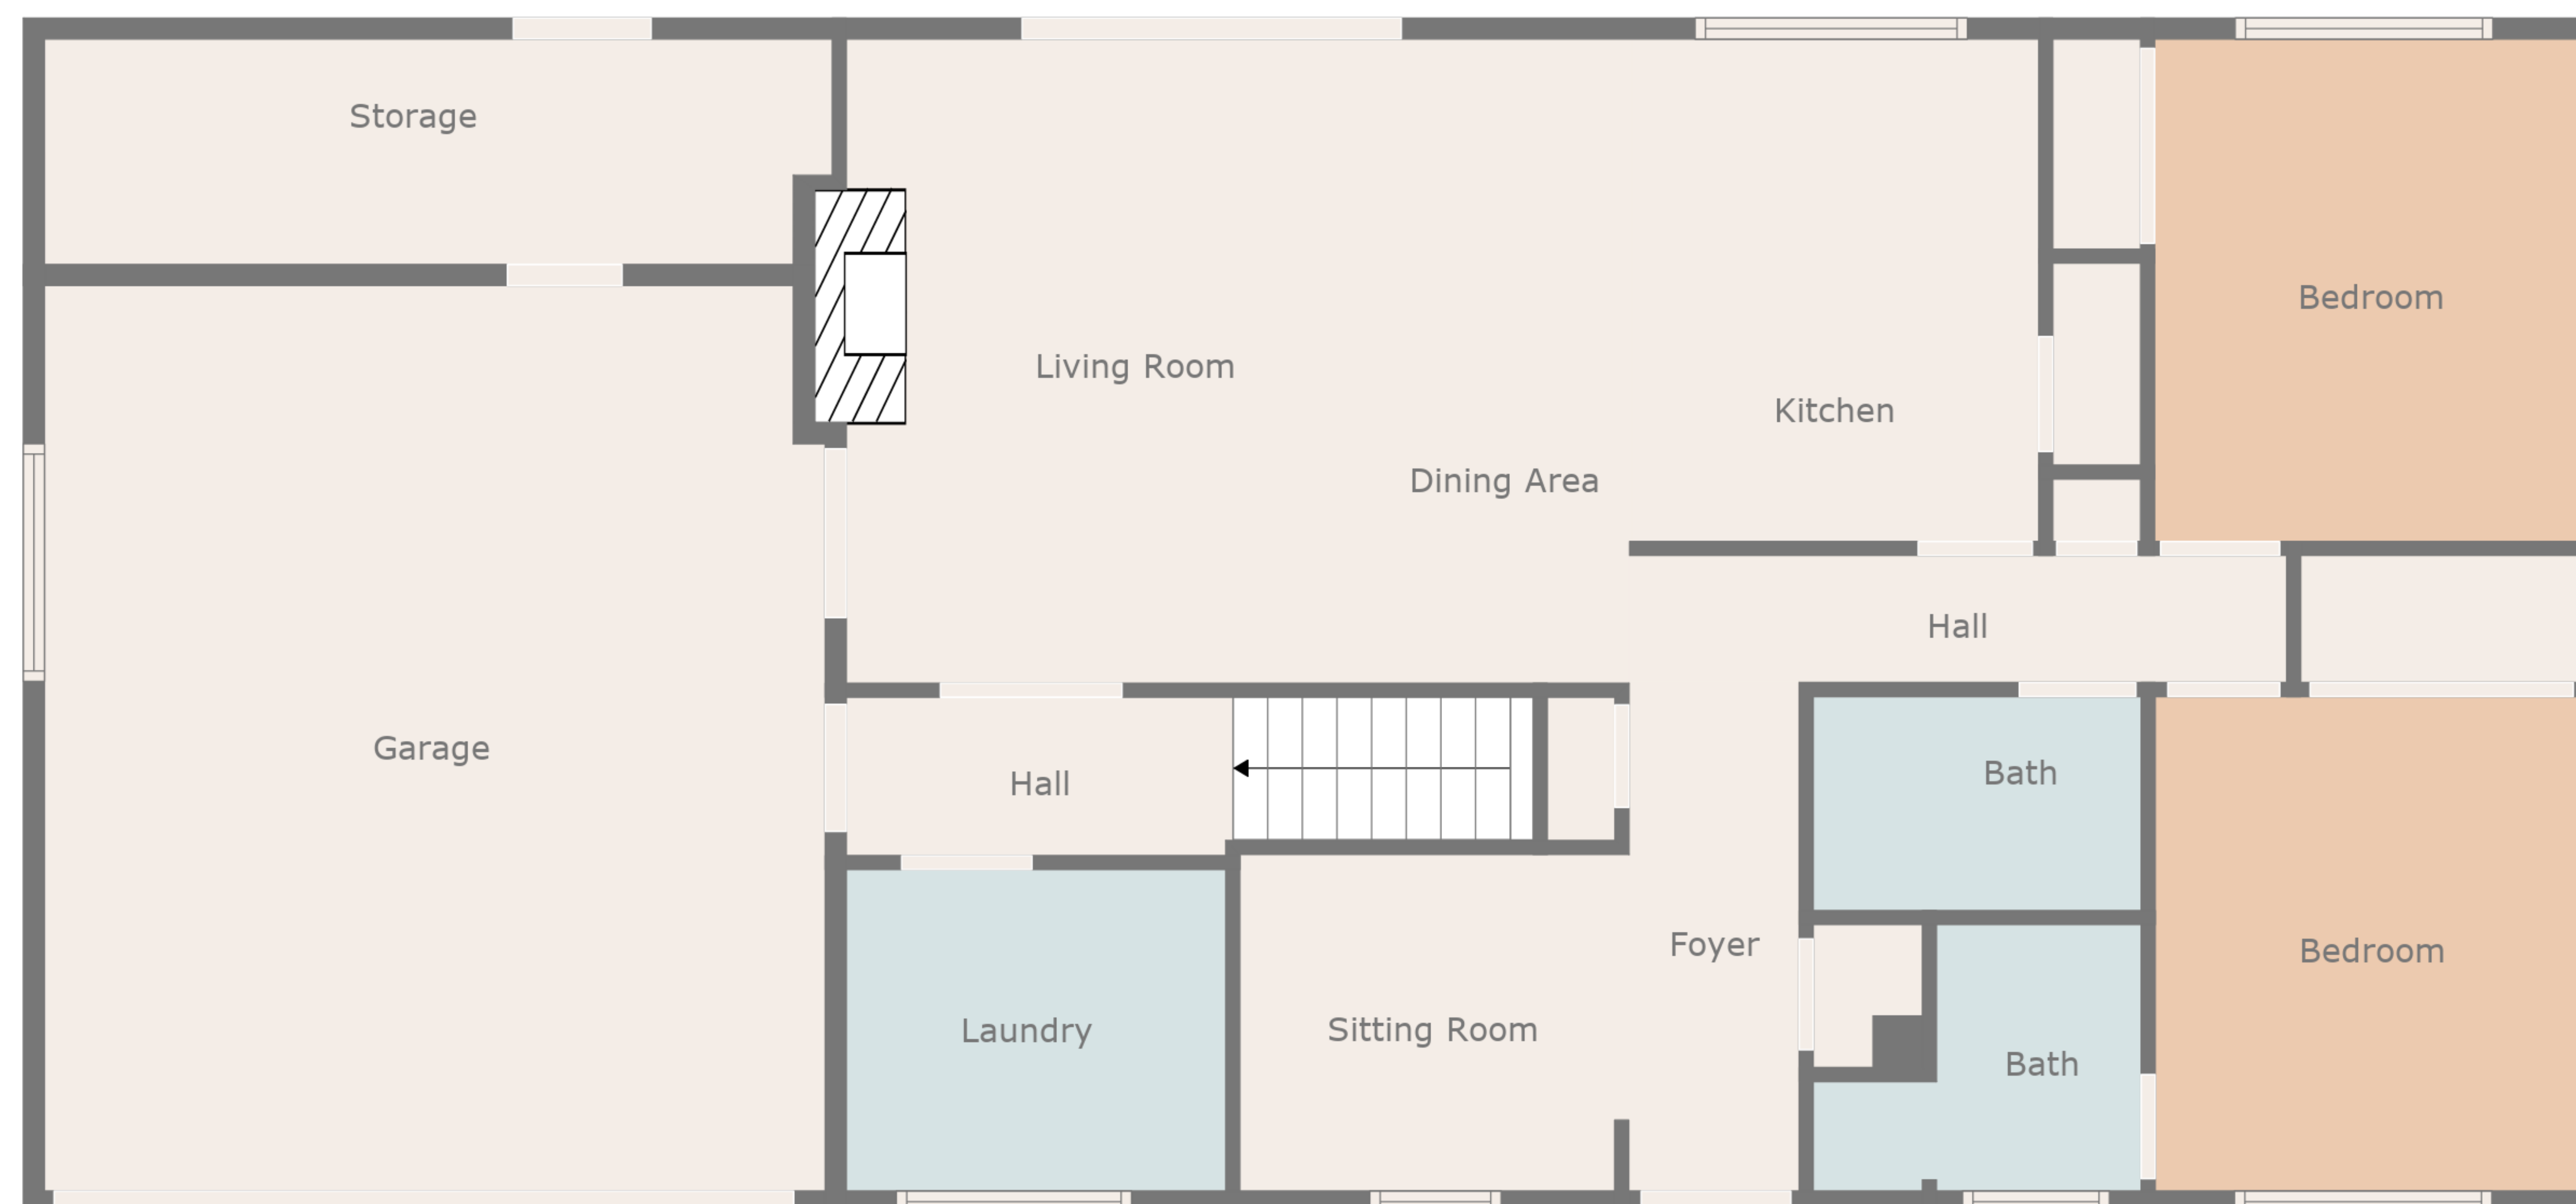 Storage
Bedroom
Living Room
Kitchen
Dining Area
Hall
Garage
Hall
Bath
Foyer
Bedroom
Laundry
Sitting Room
Bath